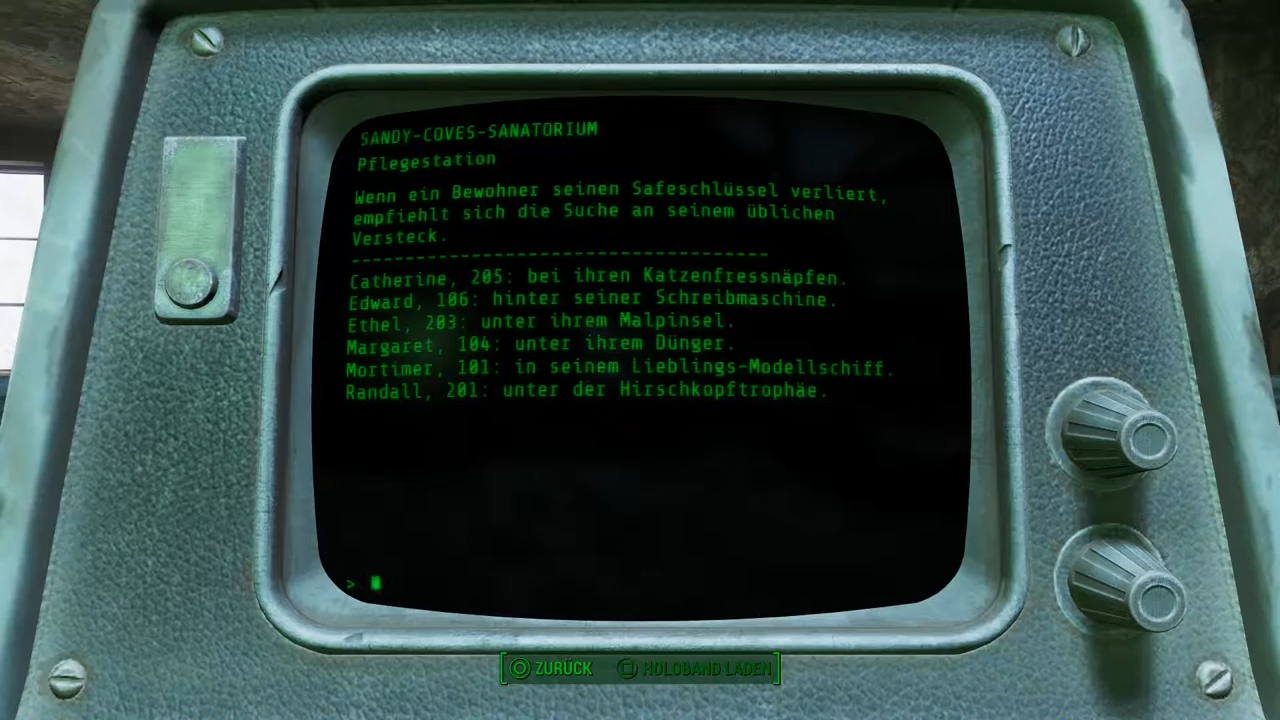 SANDY-COVES-SANATORIUM
Pflegestation
Wenn ein Bewohner seinen Safeschlüssel verliert,
empfiehlt sich die Suche an seinem üblichen
Versteck.
------------------------------------
Catherine, 205: bei ihren Katzenfressnäpfen.
Edward, 106: hinter seiner Schreibmaschine.
Ethel, 203: unter ihrem Malpinsel.
Margaret, 104: unter ihrem Dünger.
Mortimer, 101: in seinem Lieblings-Modellschiff.
Randall, 201: unter der Hirschkopftrophäe.
>
ZURÜCK HOLOBAND LADEN